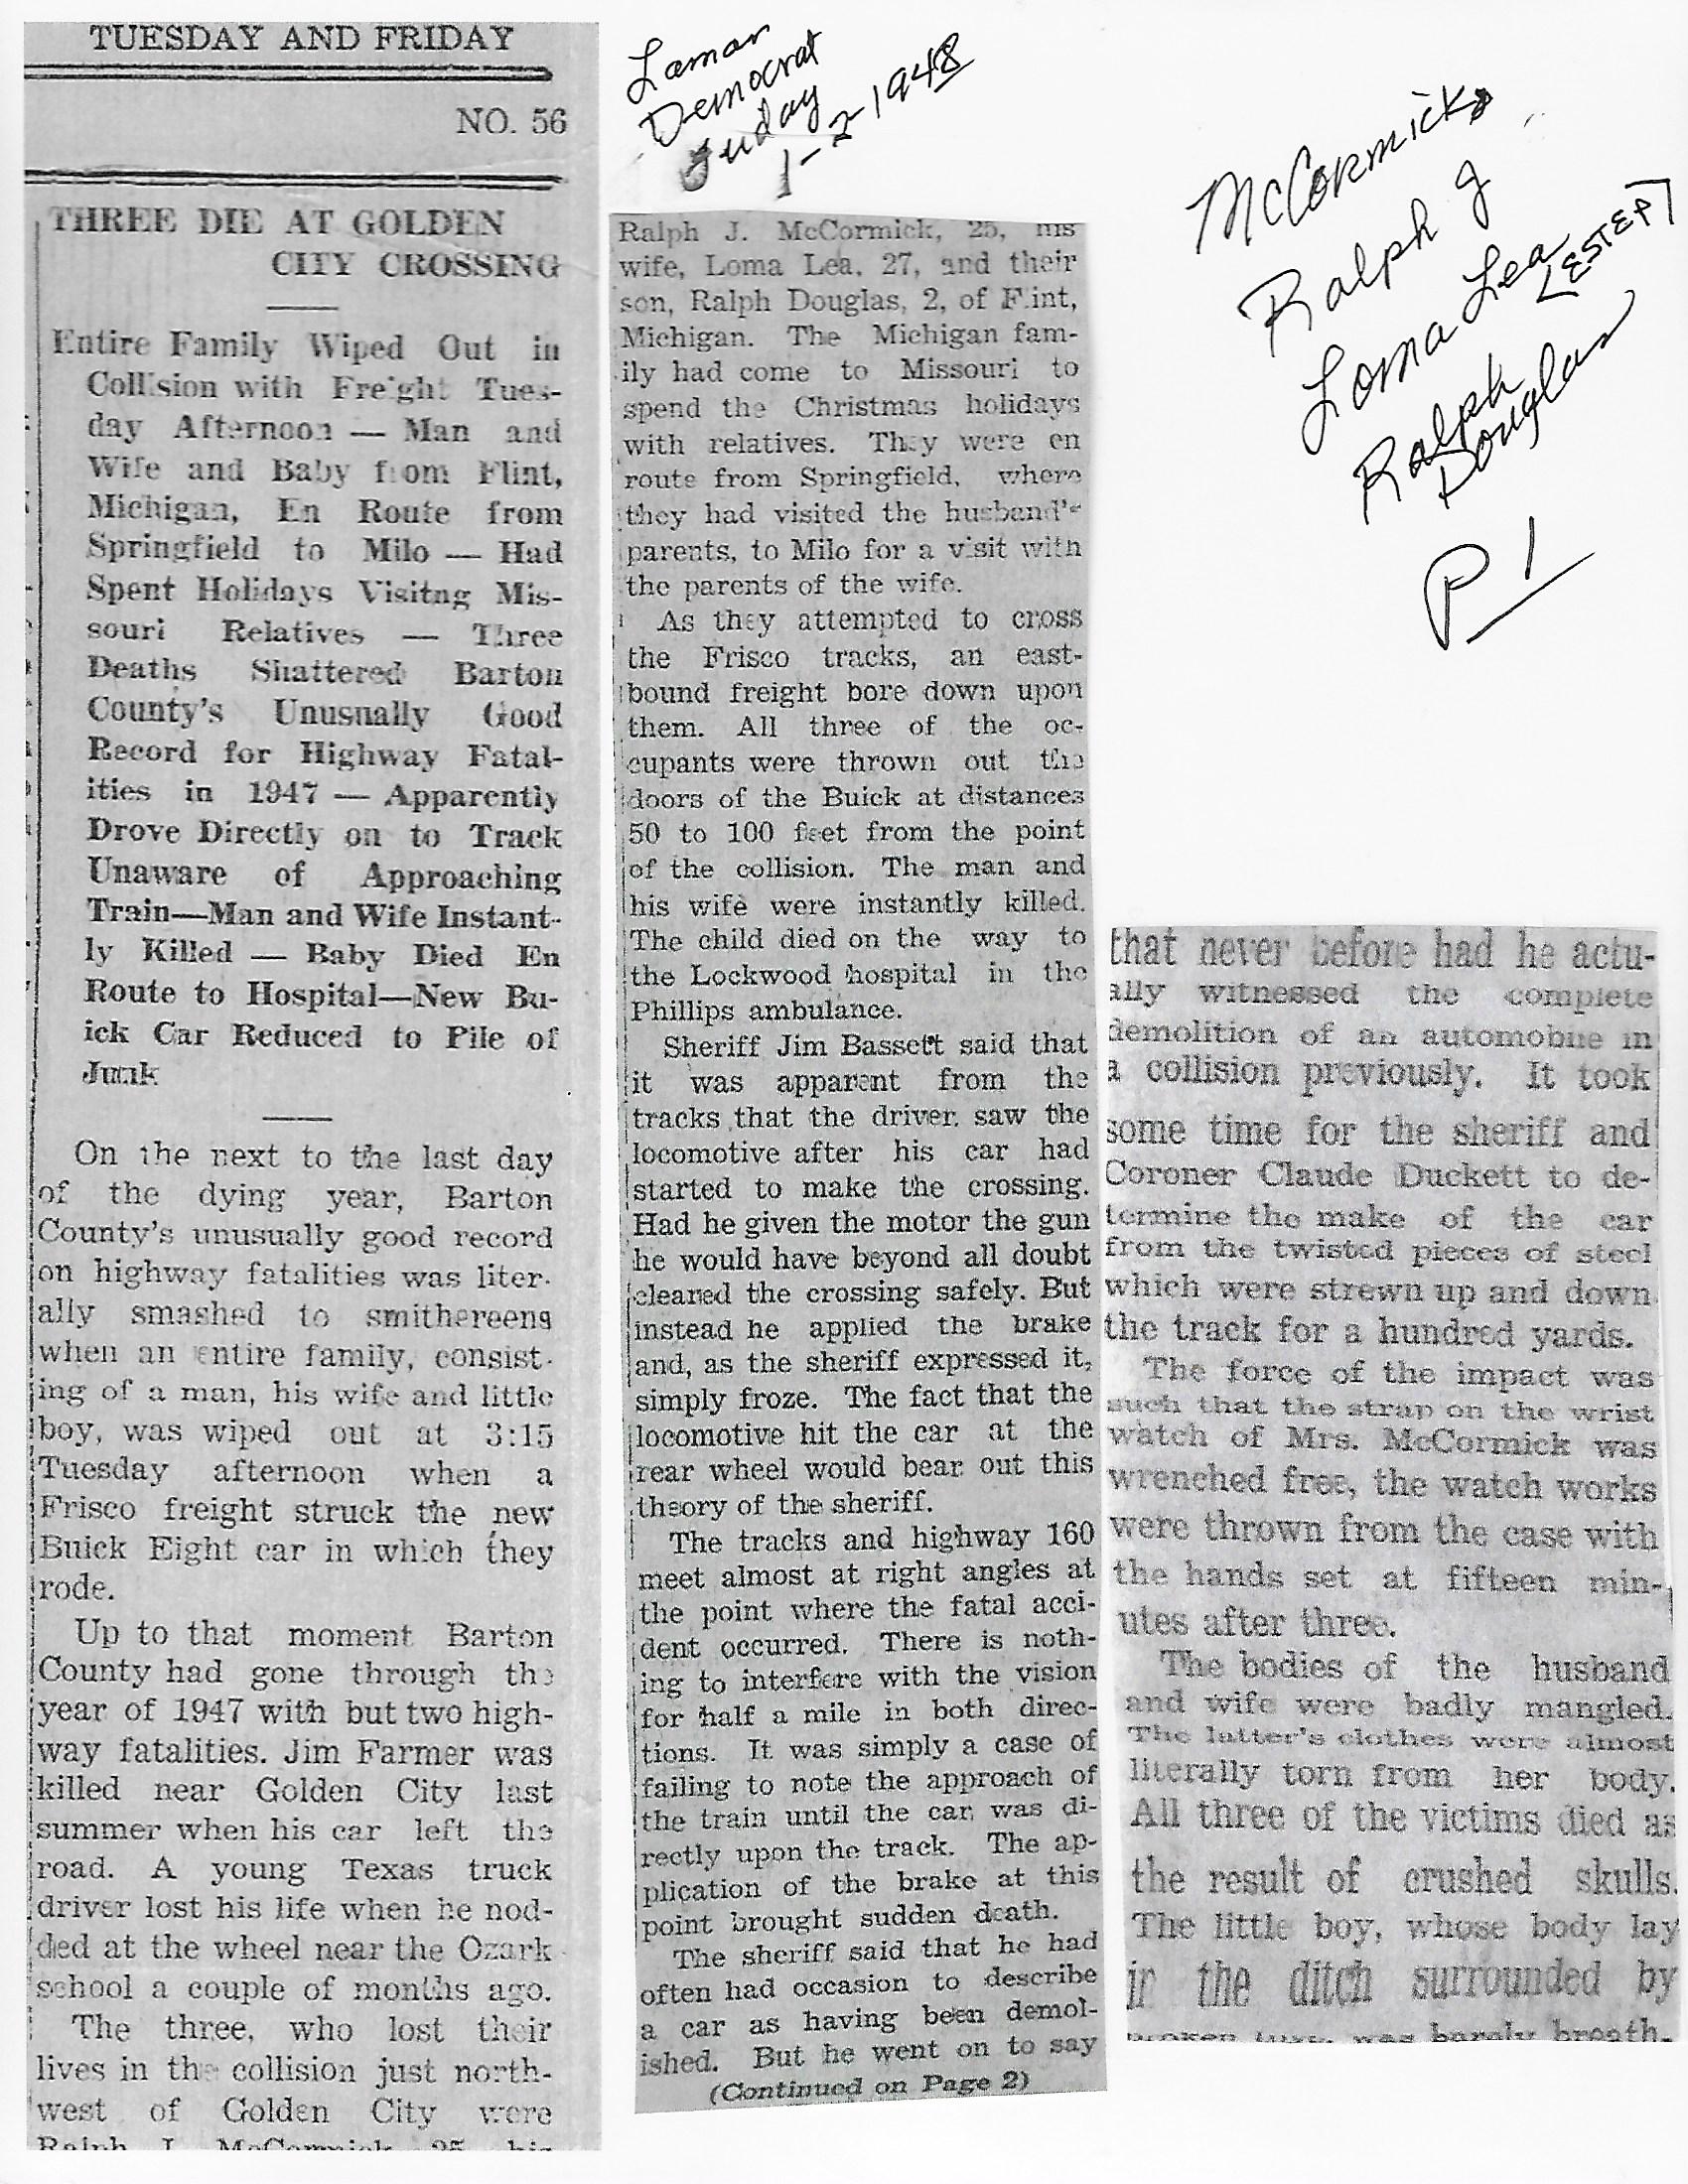 TUESDAY AND FRIDAY
NO. 56
THREE DIE AT GOLDEN
CITY CROSSING
Entire Family Wiped Out in
Collision with Freight Tues-
day Afternoon — Man and
Wife and Baby from Flint,
Michigan, En Route from
Springfield to Milo — Had
Spent Holidays Visitng Mis-
souri Relatives — Three
Deaths Shattered Barton
County's Unusually Good
Record for Highway Fatal-
ities in 1947 — Apparently
Drove Directly on to Track
Unaware of Approaching
Train—Man and Wife Instant-
ly Killed — Baby Died En
Route to Hospital—New Bu-
ick Car Reduced to Pile of
Junk
On the next to the last day
of the dying year, Barton
County's unusually good record
on highway fatalities was liter-
ally smashed to smithereens
when an entire family, consist-
ing of a man, his wife and little
boy, was wiped out at 3:15
Tuesday afternoon when a
Frisco freight struck the new
Buick Eight car in which they
rode.
Up to that moment Barton
County had gone through the
year of 1947 with but two high-
way fatalities. Jim Farmer was
killed near Golden City last
summer when his car left the
road. A young Texas truck
driver lost his life when he nod-
ded at the wheel near the Ozark
school a couple of months ago.
The three, who lost their
lives in the collision just north-
west of Golden City were
Ralph J. McCormick, 25, his
Lamar
Democrat
1-2-1948
Ralph J. McCormick, 25, his
wife, Loma Lea, 27, and their
son, Ralph Douglas, 2, of Flint,
Michigan. The Michigan fam-
ily had come to Missouri to
spend the Christmas holidays
with relatives. They were en
route from Springfield, where
they had visited the husband's
parents, to Milo for a visit with
the parents of the wife.
As they attempted to cross
the Frisco tracks, an east-
bound freight bore down upon
them. All three of the oc-
cupants were thrown out the
doors of the Buick at distances
50 to 100 feet from the point
of the collision. The man and
his wife were instantly killed.
The child died on the way to
the Lockwood hospital in the
Phillips ambulance.
Sheriff Jim Bassett said that
it was apparent from the
tracks that the driver saw the
locomotive after his car had
started to make the crossing.
Had he given the motor the gun
he would have beyond all doubt
cleared the crossing safely. But
instead he applied the brake
and, as the sheriff expressed it,
simply froze. The fact that the
locomotive hit the car at the
rear wheel would bear out this
theory of the sheriff.
The tracks and highway 160
meet almost at right angles at
the point where the fatal acci-
dent occurred. There is noth-
ing to interfere with the vision
for half a mile in both direc-
tions. It was simply a case of
failing to note the approach of
the train until the car was di-
rectly upon the track. The ap-
plication of the brake at this
point brought sudden death.
The sheriff said that he had
often had occasion to describe
a car as having been demol-
ished. But he went on to say
(Continued on Page 2)
McCormicks
Ralph J
Loma Lea
(LESTER)
Ralph
Douglas
P 1
that never before had he actu-
ally witnessed the complete
demolition of an automobile in
a collision previously. It took
some time for the sheriff and
Coroner Claude Duckett to de-
termine the make of the car
from the twisted pieces of steel
which were strewn up and down
the track for a hundred yards.
The force of the impact was
such that the strap on the wrist
watch of Mrs. McCormick was
wrenched free, the watch works
were thrown from the case with
the hands set at fifteen min-
utes after three.
The bodies of the husband
and wife were badly mangled.
The latter's clothes were almost
literally torn from her body.
All three of the victims died as
the result of crushed skulls.
The little boy, whose body lay
in the ditch surrounded by
was barely breath-